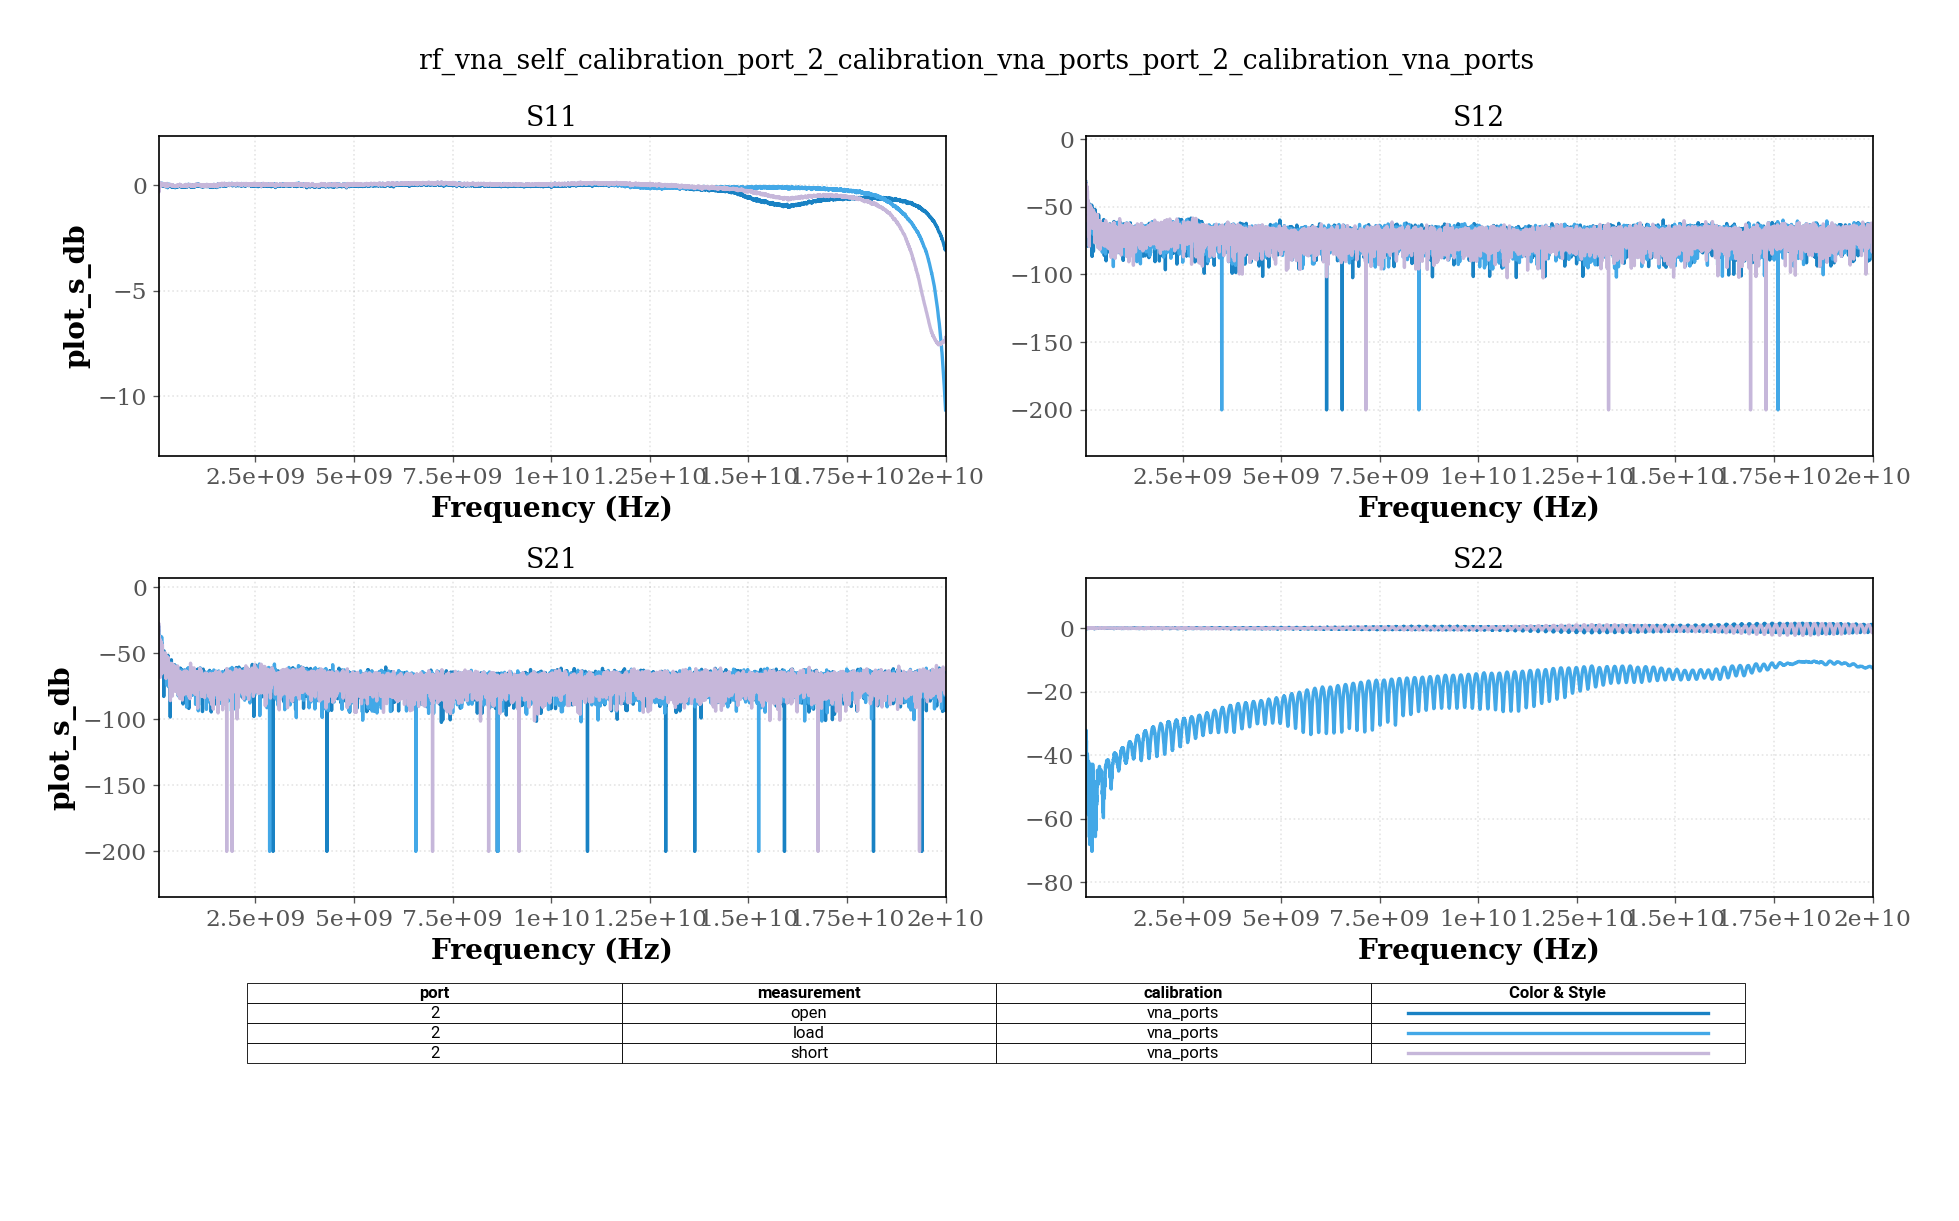 rf_vna_self_calibration_port_2_calibration_vna_ports_port_2_calibration_vna_ports
S11
0
−5
−10
plot_s_db
2.5e+09 5e+09 7.5e+09 1e+10 1.25e+10 1.5e+10 1.75e+10 2e+10
Frequency (Hz)
S12
0
−50
−100
−150
−200
2.5e+09 5e+09 7.5e+09 1e+10 1.25e+10 1.5e+10 1.75e+10 2e+10
Frequency (Hz)
S21
0
−50
−100
−150
−200
plot_s_db
2.5e+09 5e+09 7.5e+09 1e+10 1.25e+10 1.5e+10 1.75e+10 2e+10
Frequency (Hz)
S22
0
−20
−40
−60
−80
2.5e+09 5e+09 7.5e+09 1e+10 1.25e+10 1.5e+10 1.75e+10 2e+10
Frequency (Hz)
port measurement calibration Color & Style
2 open vna_ports
2 load vna_ports
2 short vna_ports